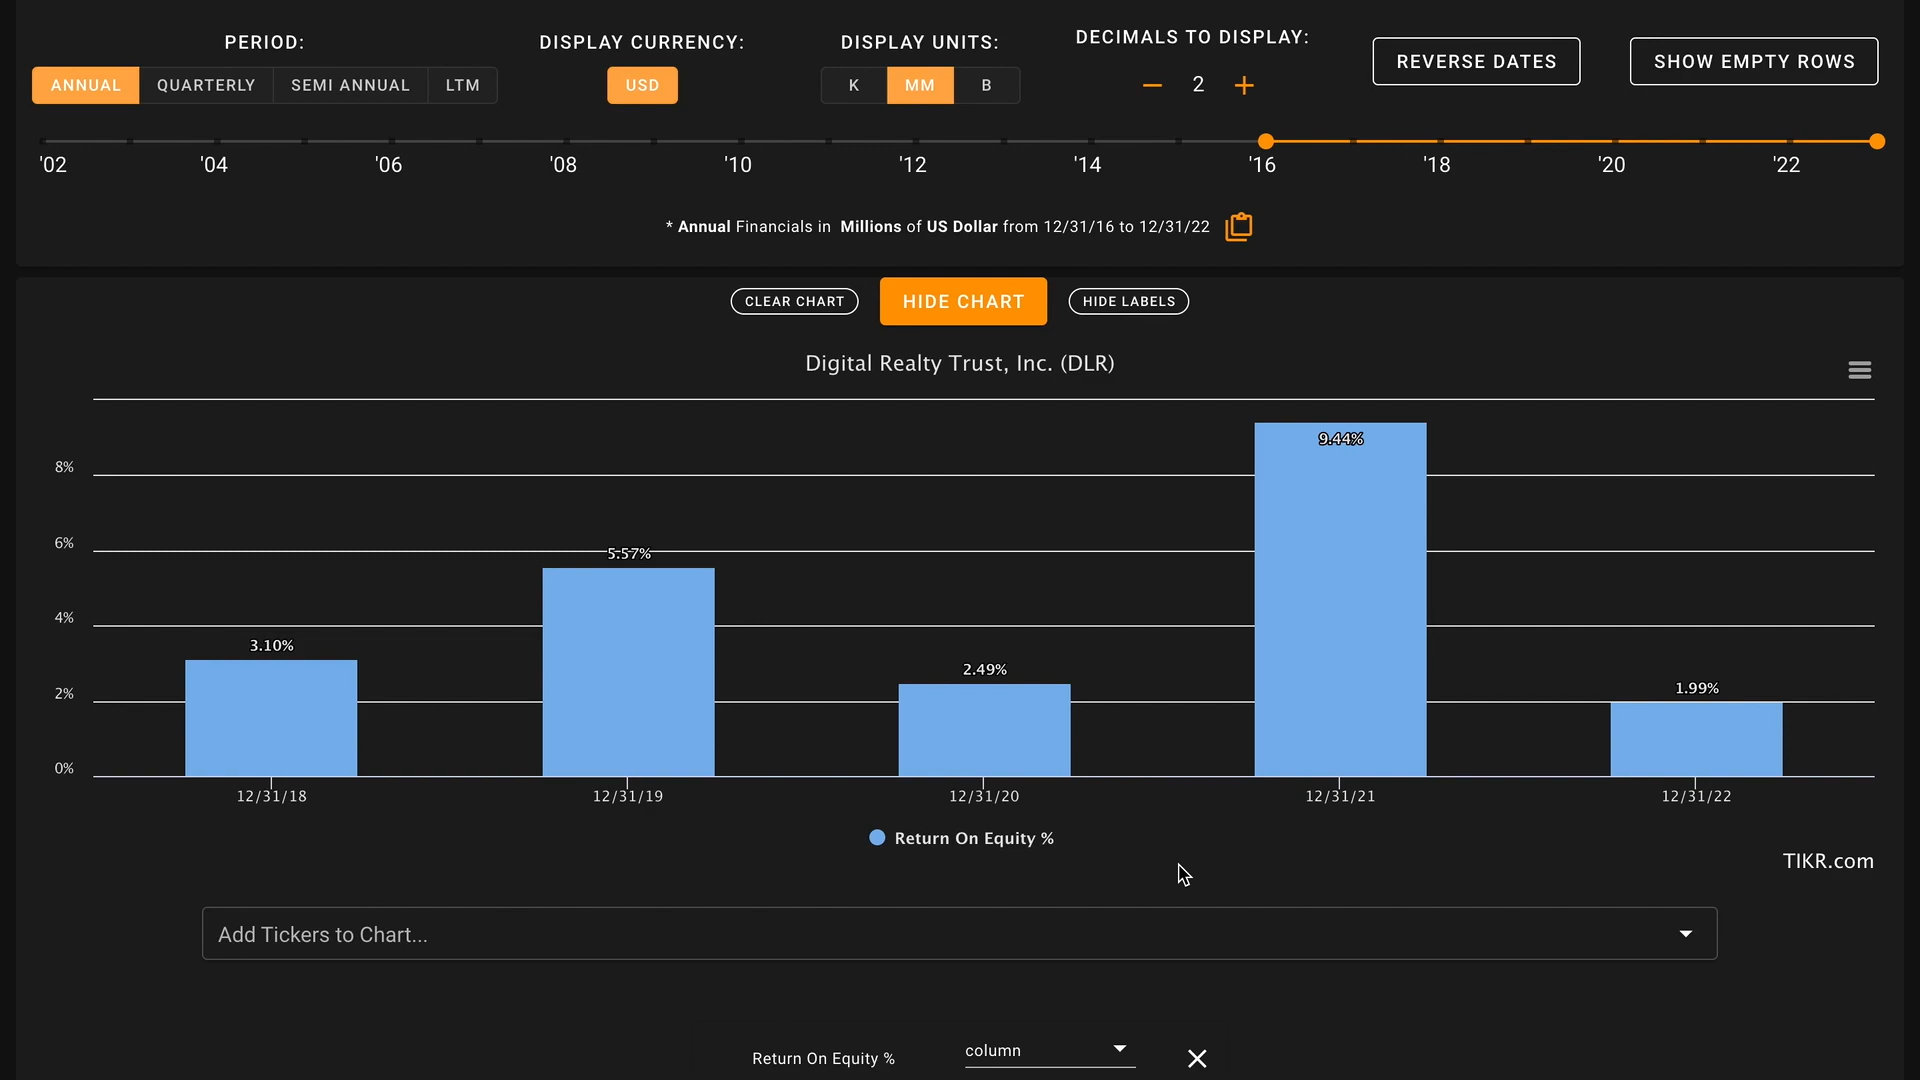 PERIOD:
DISPLAY CURRENCY:
DISPLAY UNITS:
DECIMALS TO DISPLAY:
ANNUAL
QUARTERLY
SEMI ANNUAL
LTM
USD
K
MM
B
2
REVERSE DATES
SHOW EMPTY ROWS
'02
'04
'06
'08
'10
'12
'14
'16
'18
'20
'22
* Annual Financials in Millions of US Dollar from 12/31/16 to 12/31/22
CLEAR CHART
HIDE CHART
HIDE LABELS
Digital Realty Trust, Inc. (DLR)
8%
6%
4%
2%
0%
3.10%
5.57%
2.49%
9.44%
1.99%
12/31/18
12/31/19
12/31/20
12/31/21
12/31/22
Return On Equity %
TIKR.com
Add Tickers to Chart...
Return On Equity %
column